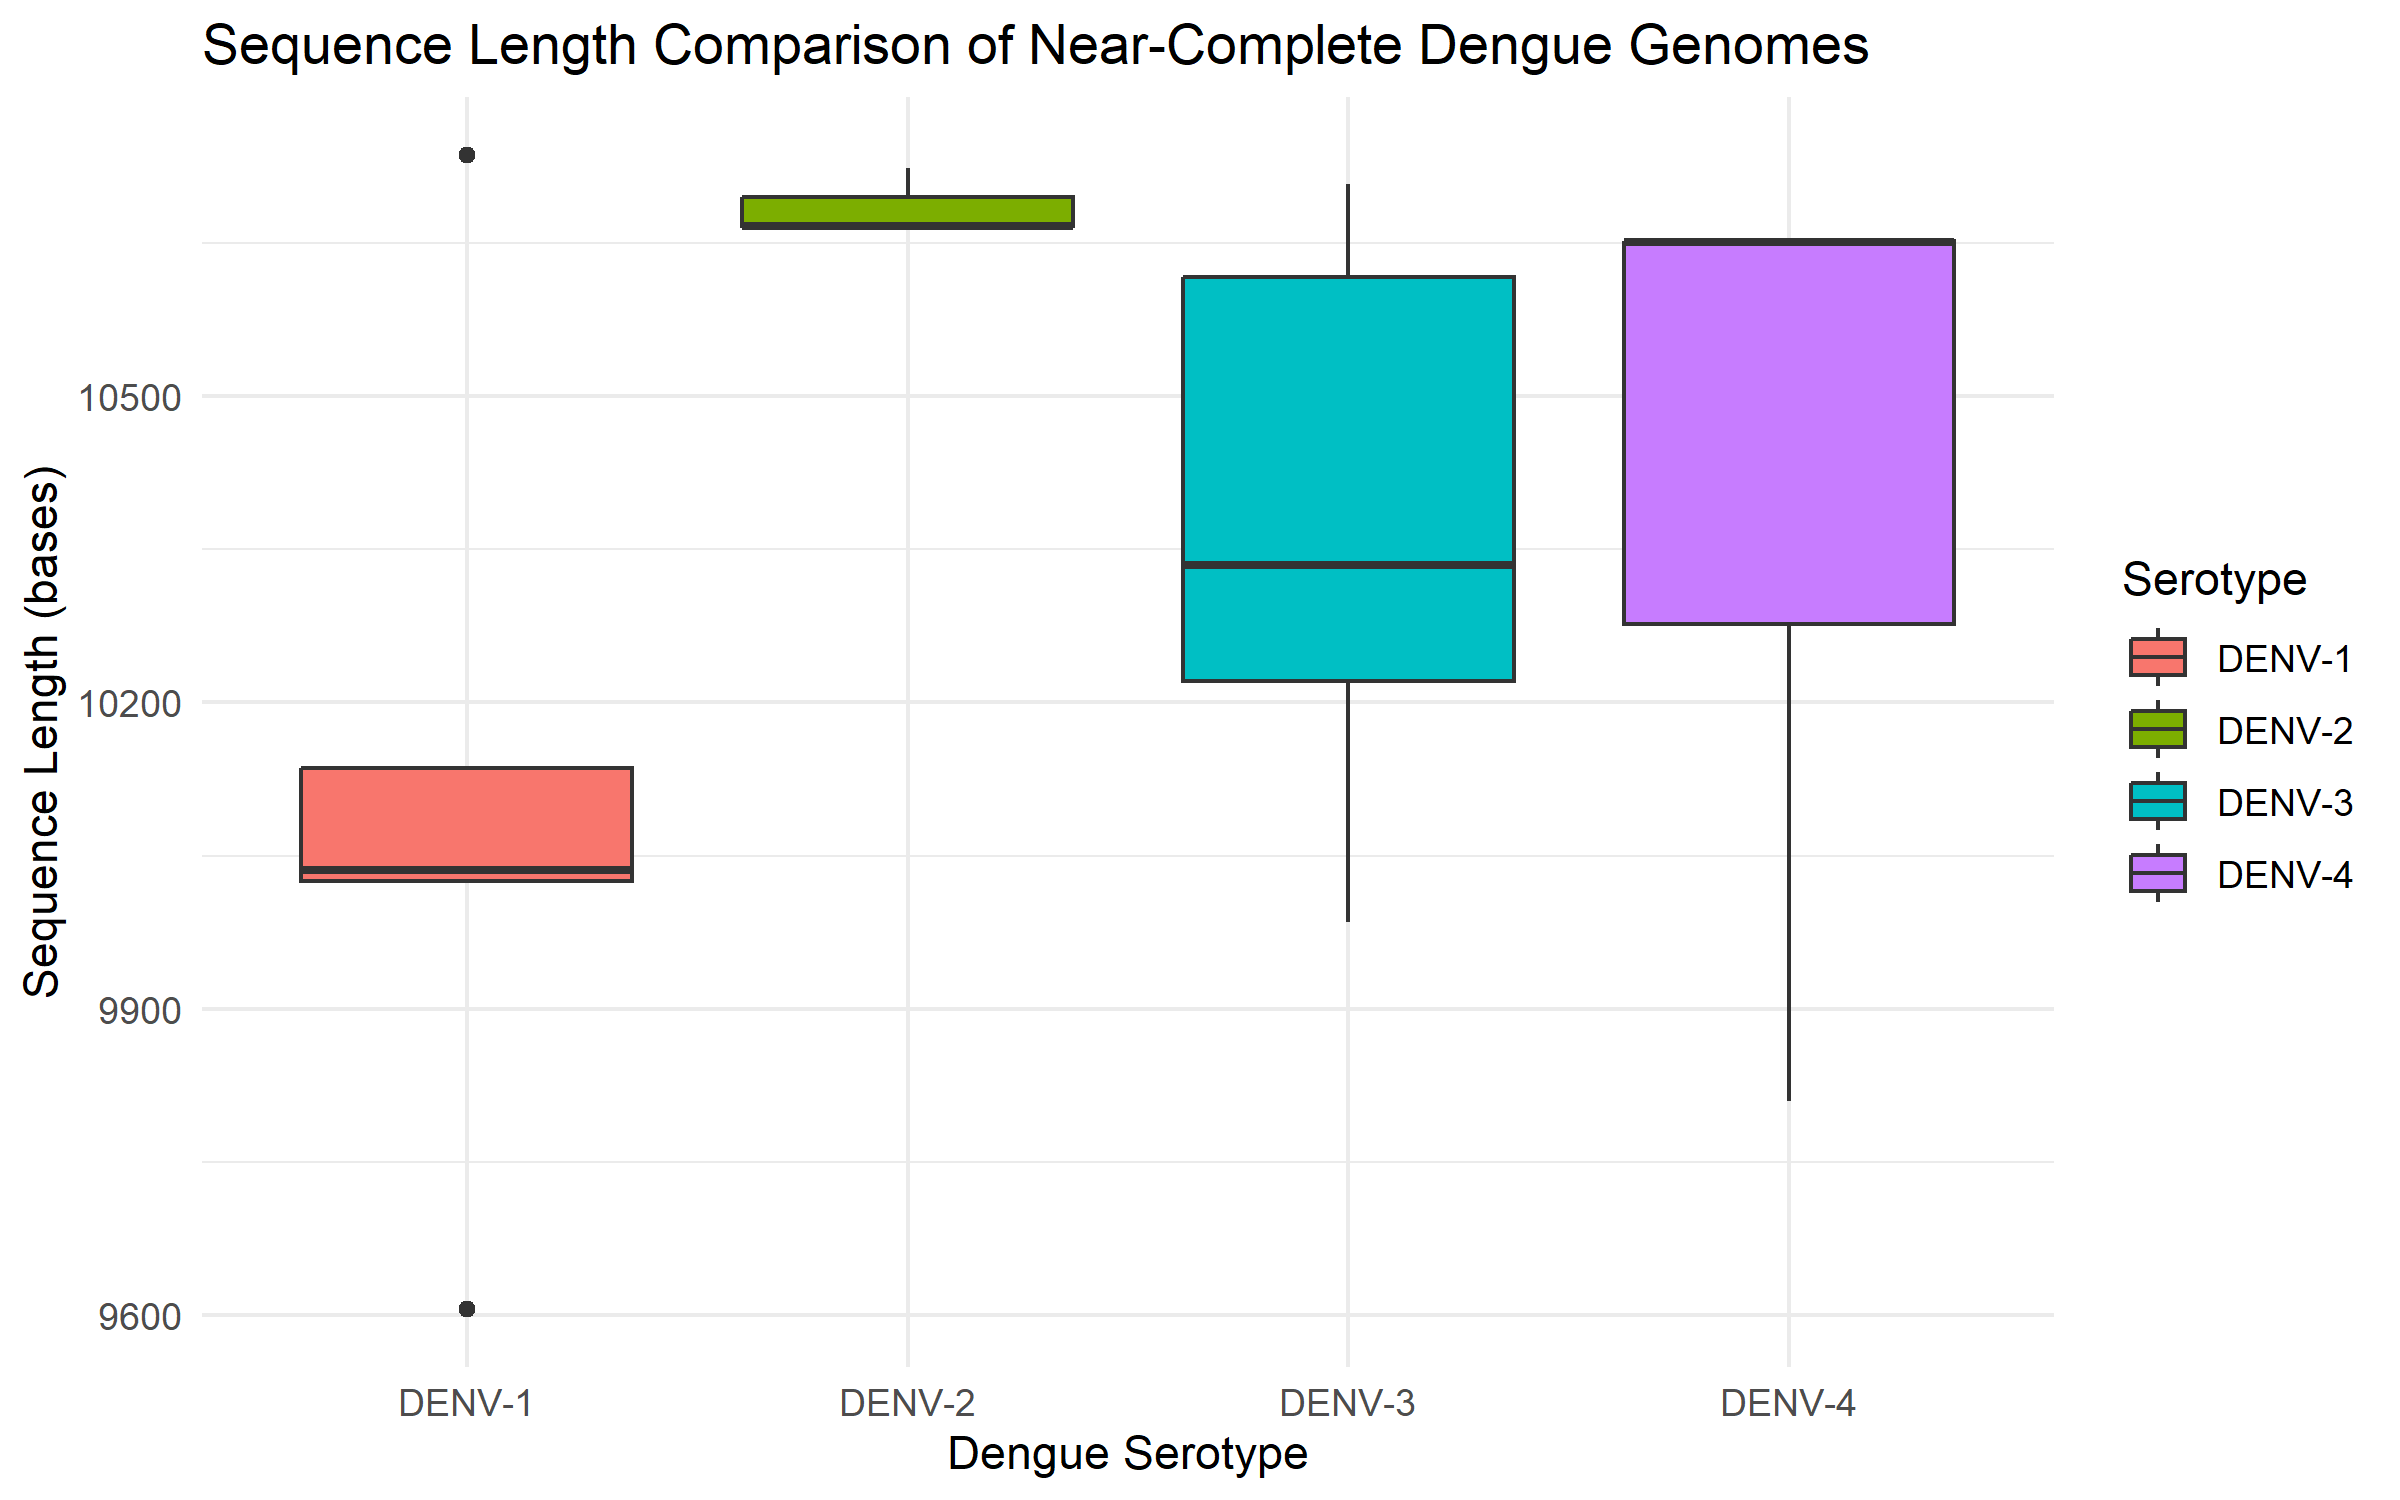 Sequence Length Comparison of Near-Complete Dengue Genomes
Sequence Length (bases)
10500
10200
9900
9600
DENV-1
DENV-2
DENV-3
DENV-4
Dengue Serotype
Serotype
DENV-1
DENV-2
DENV-3
DENV-4